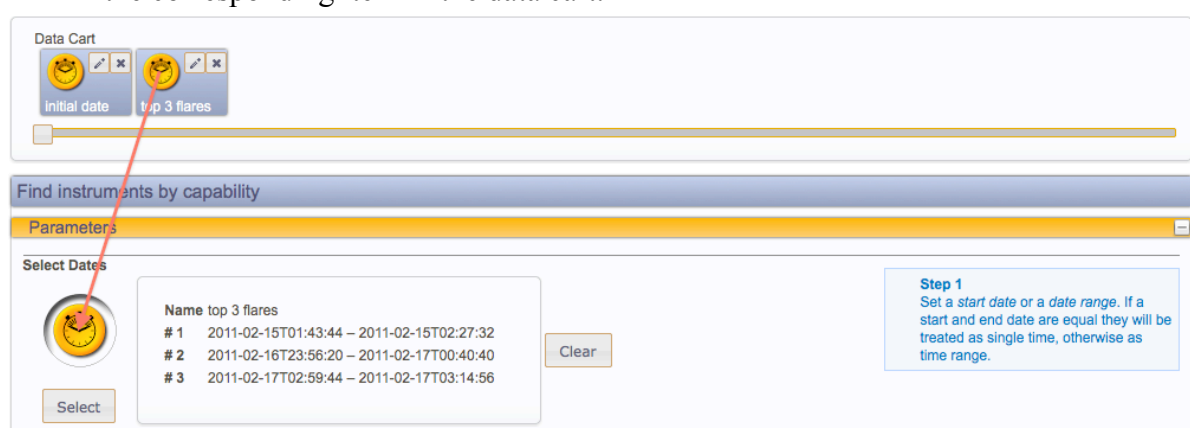 Data Cart
initial date
top 3 flares
Find instruments by capability
Parameters
Select Dates
Name top 3 flares
# 1 2011-02-15T01:43:44 – 2011-02-15T02:27:32
# 2 2011-02-16T23:56:20 – 2011-02-17T00:40:40
# 3 2011-02-17T02:59:44 – 2011-02-17T03:14:56
Select
Clear
Step 1
Set a start date or a date range. If a
start and end date are equal they will be
treated as single time, otherwise as
time range.